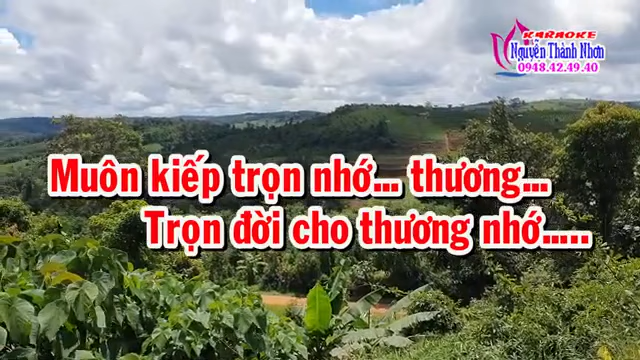 KARAOKE
Nguyễn Thành Nhơn
0948.42.49.40
Muôn kiếp trọn nhớ... thương...
Trọn đời cho thương nhớ.....